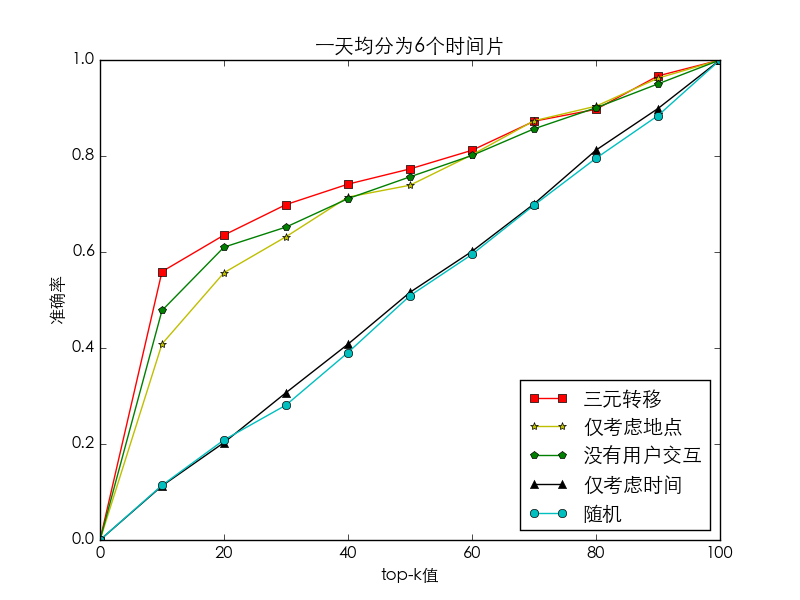 一天均分为6个时间片
1.0
0.8
0.6
0.4
0.2
0.0
准确率
三元转移
仅考虑地点
没有用户交互
仅考虑时间
随机
0 20 40 60 80 100
top-k值